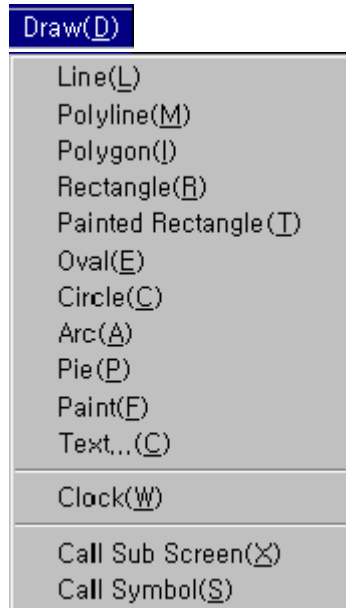 Draw(D)
Line(L)
Polyline(M)
Polygon(I)
Rectangle(R)
Painted Rectangle(T)
Oval(E)
Circle(C)
Arc(A)
Pie(P)
Paint(F)
Text...(C)
Clock(W)
Call Sub Screen(X)
Call Symbol(S)